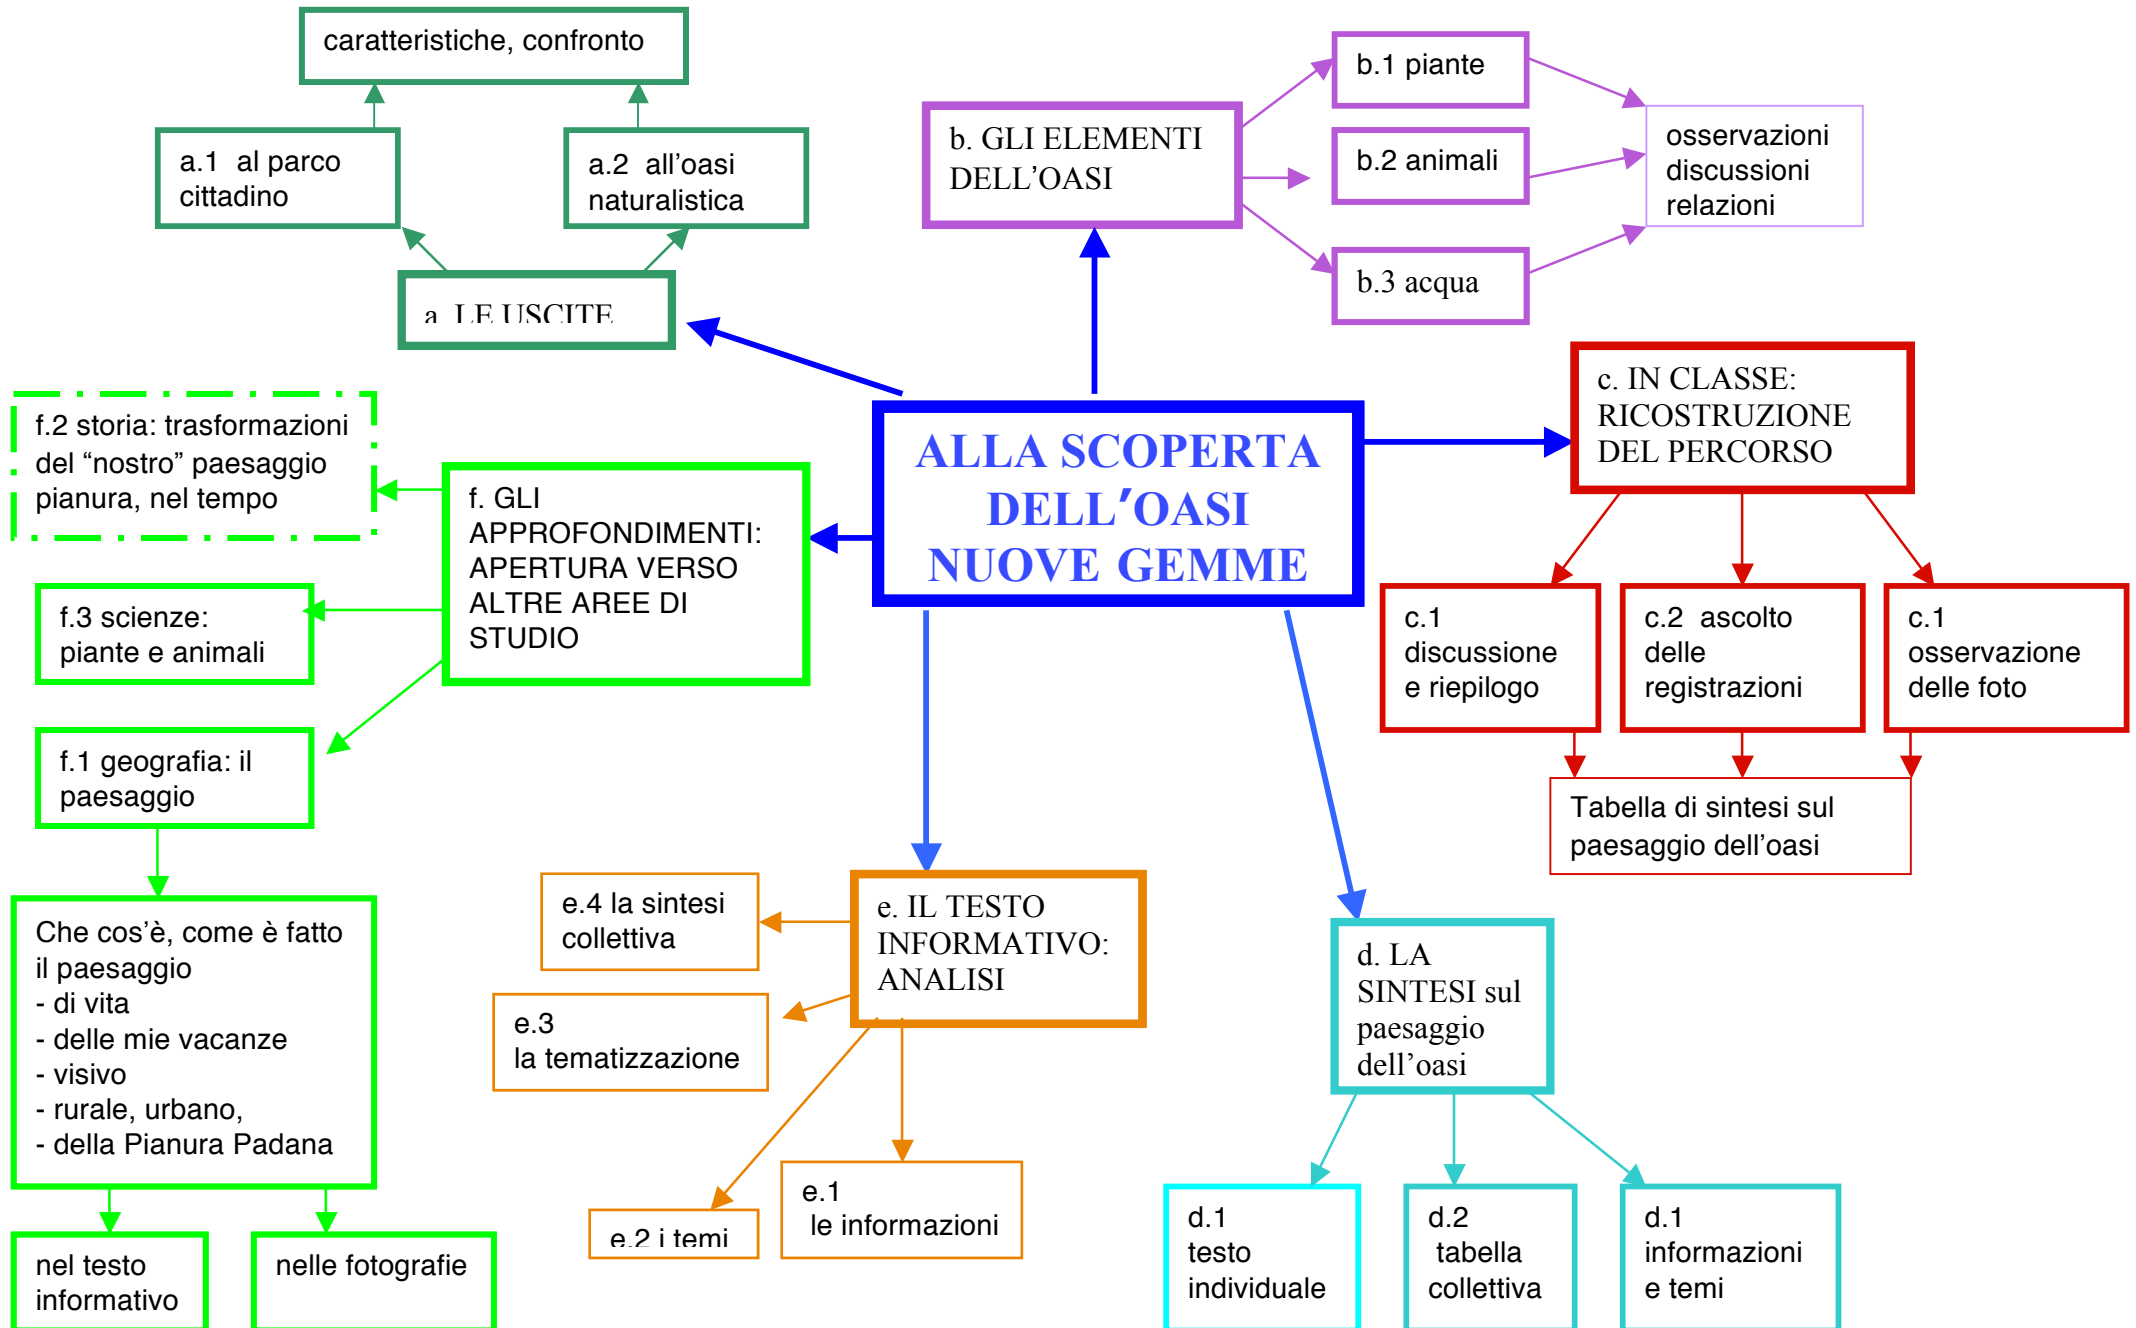 caratteristiche, confronto
a.1 al parco
cittadino
a.2 all'oasi
naturalistica
a. LE USCITE
b. GLI ELEMENTI
DELL'OASI
b.1 piante
b.2 animali
b.3 acqua
osservazioni
discussioni
relazioni
ALLA SCOPERTA
DELL'OASI
NUOVE GEMME
c. IN CLASSE:
RICOSTRUZIONE
DEL PERCORSO
c.1
discussione
e riepilogo
c.2 ascolto
delle
registrazioni
c.1
osservazione
delle foto
Tabella di sintesi sul
paesaggio dell'oasi
f.2 storia: trasformazioni
del “nostro” paesaggio
pianura, nel tempo
f. GLI
APPROFONDIMENTI:
APERTURA VERSO
ALTRE AREE DI
STUDIO
f.3 scienze:
piante e animali
f.1 geografia: il
paesaggio
Che cos'è, come è fatto
il paesaggio
- di vita
- delle mie vacanze
- visivo
- rurale, urbano,
- della Pianura Padana
nel testo
informativo
nelle fotografie
e. IL TESTO
INFORMATIVO:
ANALISI
e.4 la sintesi
collettiva
e.3
la tematizzazione
e.2 i temi
e.1
le informazioni
d. LA
SINTESI sul
paesaggio
dell'oasi
d.1
testo
individuale
d.2
tabella
collettiva
d.1
informazioni
e temi